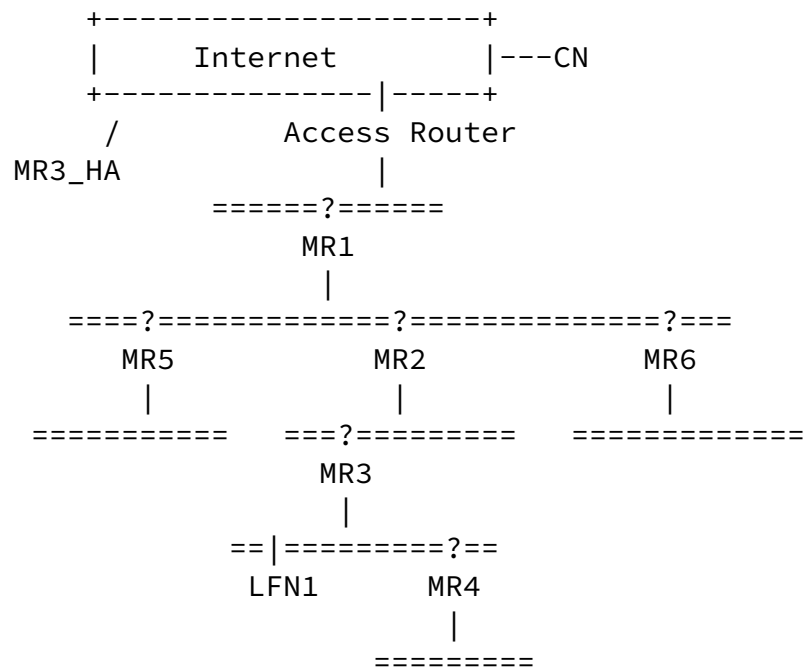 +---------------------+
|      Internet        |---CN
+---------------|-----+
/         Access Router
MR3_HA              |
======?======
MR1
|
====?=============?==============?===
MR5           MR2            MR6
|             |              |
===========   ===?=========   =============
MR3
|
==|=========?==
LFN1      MR4
|
=========